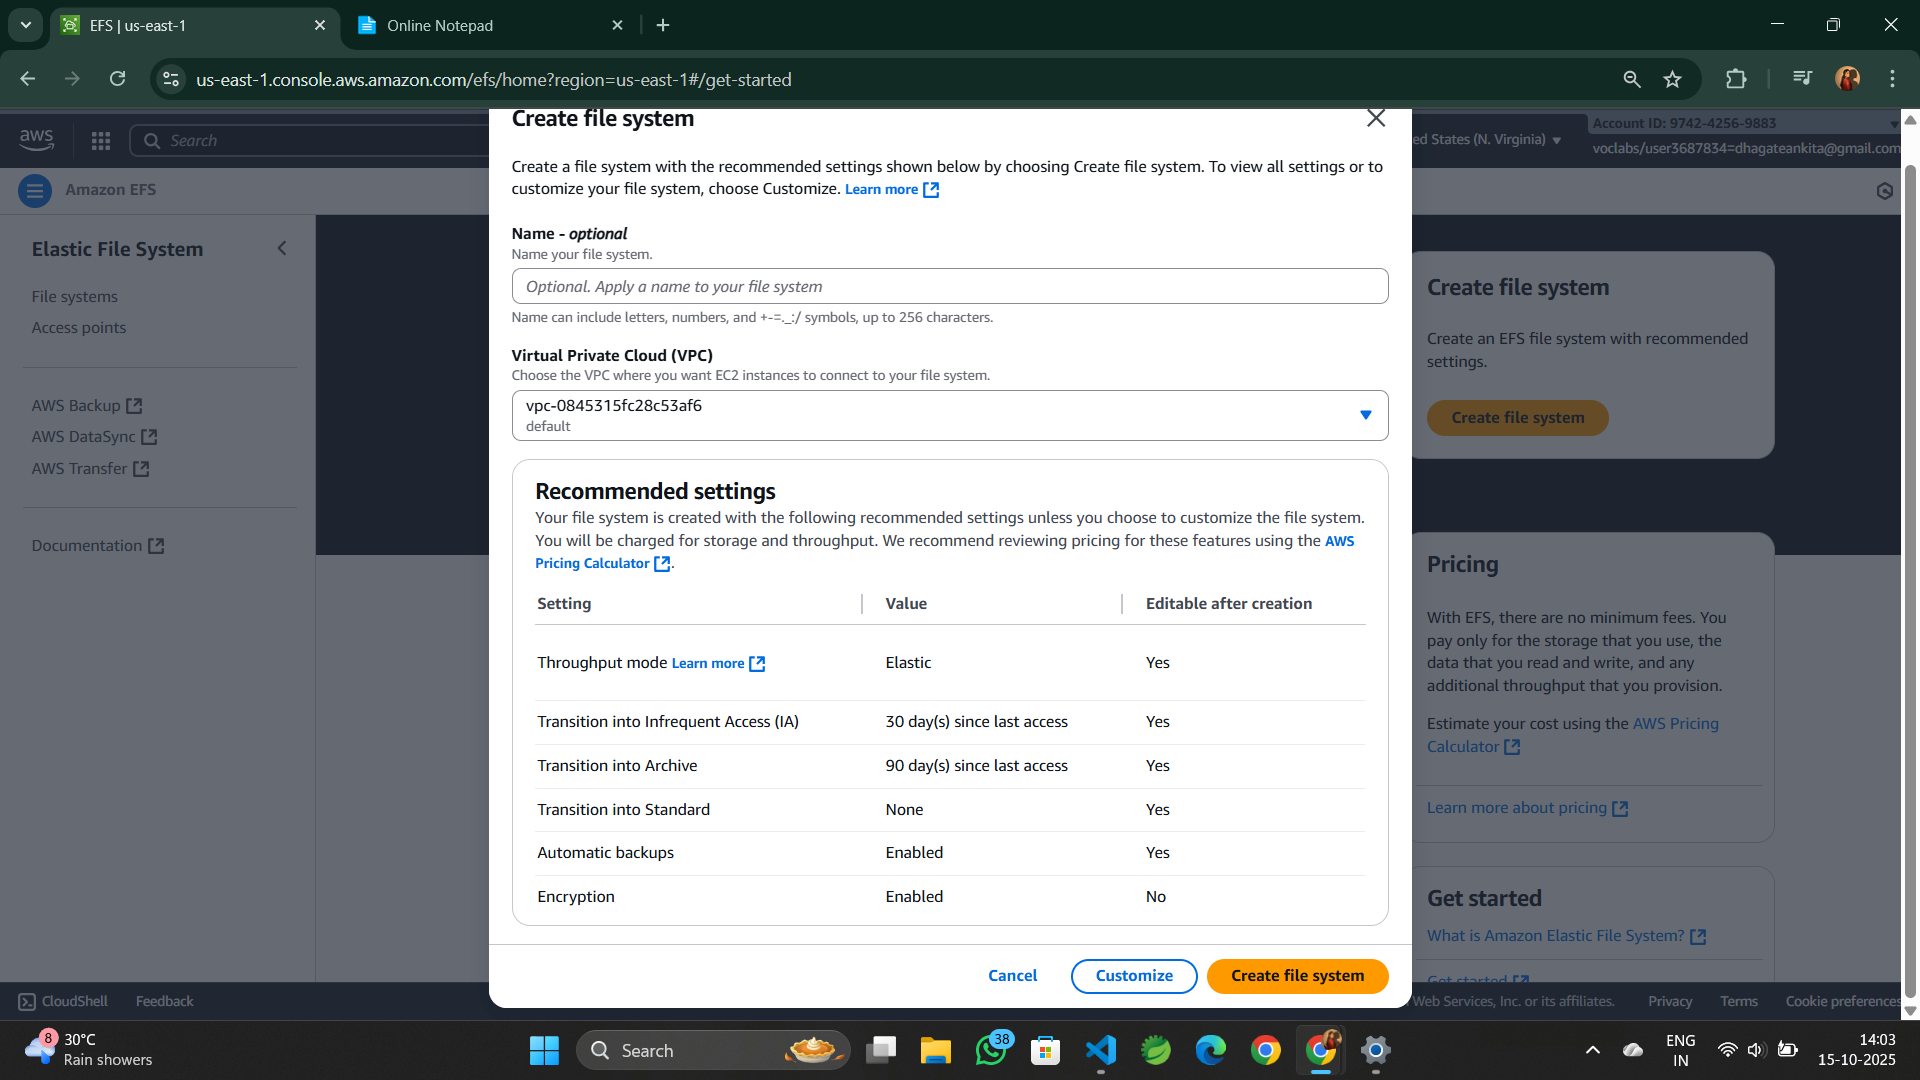 EFS | us-east-1
Online Notepad
us-east-1.console.aws.amazon.com/efs/home?region=us-east-1#/get-started
aws
Search
ed States (N. Virginia)
Account ID: 9742-4256-9883
voclabs/user3687834=dhagateankita@gmail.com
Amazon EFS
Elastic File System
File systems
Access points
AWS Backup
AWS DataSync
AWS Transfer
Documentation
Create file system
Create a file system with the recommended settings shown below by choosing Create file system. To view all settings or to
customize your file system, choose Customize. Learn more
Name - optional
Name your file system.
Optional. Apply a name to your file system
Name can include letters, numbers, and +-=._:/ symbols, up to 256 characters.
Virtual Private Cloud (VPC)
Choose the VPC where you want EC2 instances to connect to your file system.
vpc-0845315fc28c53af6
default
Recommended settings
Your file system is created with the following recommended settings unless you choose to customize the file system.
You will be charged for storage and throughput. We recommend reviewing pricing for these features using the AWS
Pricing Calculator .
Setting Value Editable after creation
Throughput mode Learn more Elastic Yes
Transition into Infrequent Access (IA) 30 day(s) since last access Yes
Transition into Archive 90 day(s) since last access Yes
Transition into Standard None Yes
Automatic backups Enabled Yes
Encryption Enabled No
Cancel Customize Create file system
Create file system
Create an EFS file system with recommended
settings.
Create file system
Pricing
With EFS, there are no minimum fees. You
pay only for the storage that you use, the
data that you read and write, and any
additional throughput that you provision.
Estimate your cost using the AWS Pricing
Calculator
Learn more about pricing
Get started
What is Amazon Elastic File System?
Get started
CloudShell Feedback
Web Services, Inc. or its affiliates. Privacy Terms Cookie preferences
8
30°C
Rain showers
Search
38
ENG
IN
14:03
15-10-2025